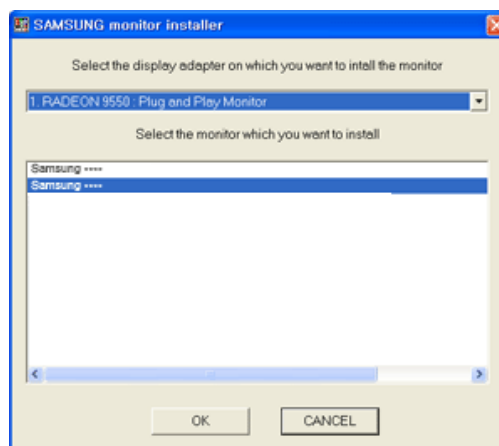 SAMSUNG monitor installer
Select the display adapter on which you want to intall the monitor
1. RADEON 9550 : Plug and Play Monitor
Select the monitor which you want to install
Samsung ----
Samsung ----
OK
CANCEL